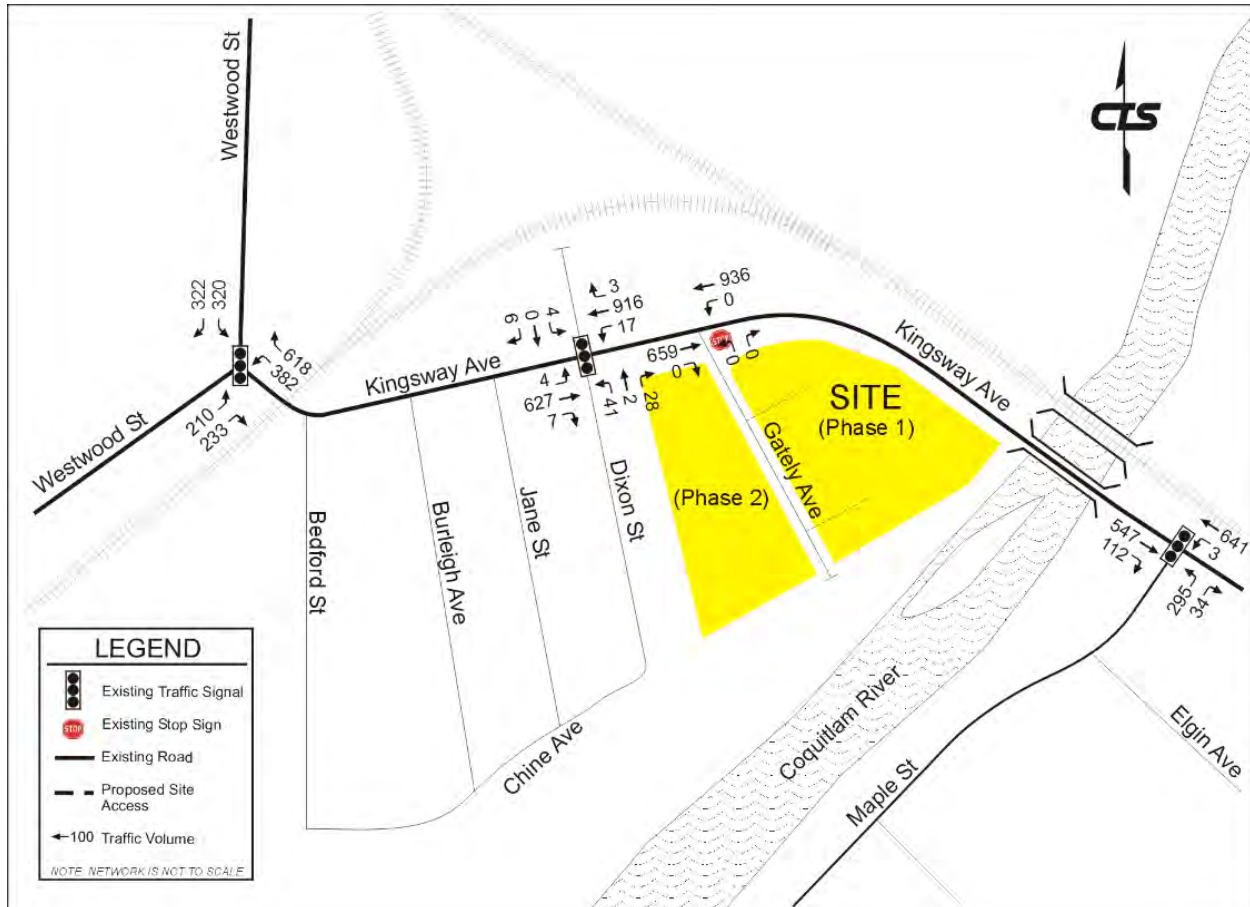 Westwood St
CTS
322
320
618
382
210
233
Westwood St
Kingsway Ave
6
0
4
3
916
17
4
627
7
41
2
28
936
0
STOP
659
0
0
0
Kingsway Ave
SITE
(Phase 1)
(Phase 2)
Gately Ave
Dixon St
Jane St
Burleigh Ave
Bedford St
Chine Ave
Coquitlam River
Maple St
Elgin Ave
547
112
641
3
295
34
LEGEND
Existing Traffic Signal
STOP
Existing Stop Sign
Existing Road
Proposed Site
Access
100 Traffic Volume
NOTE: NETWORK IS NOT TO SCALE